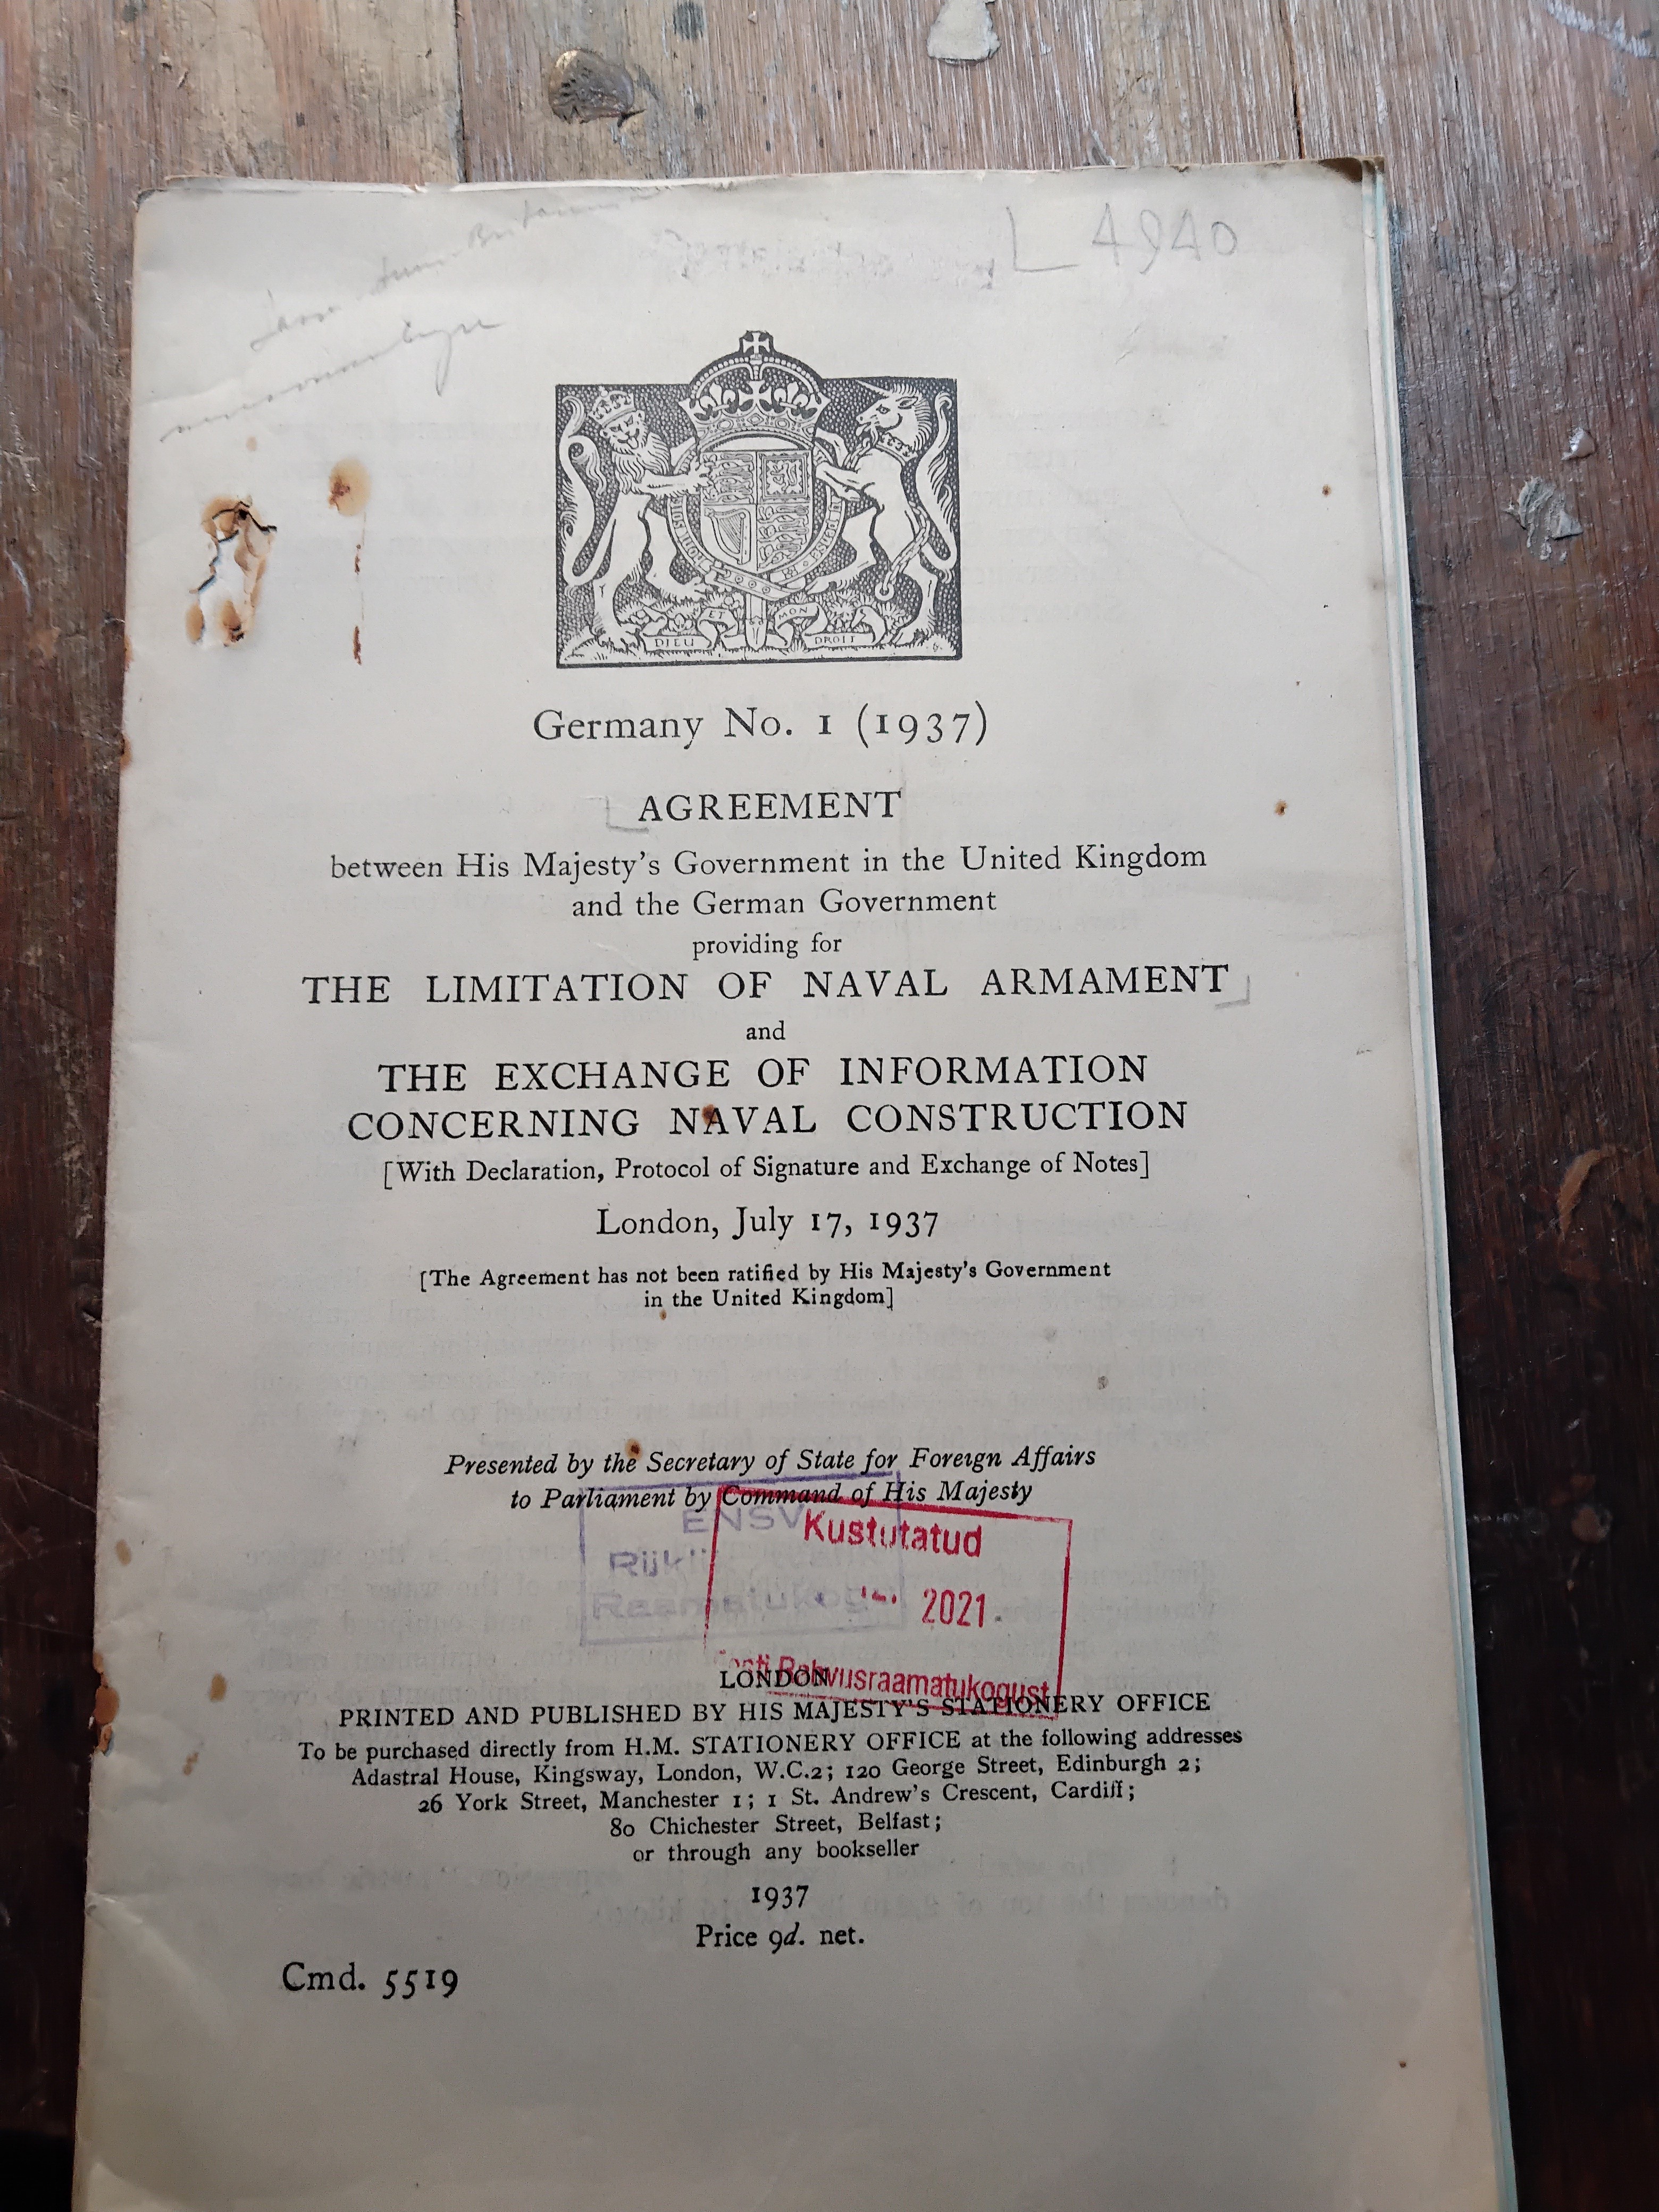 L 4940
DIEU ET MON DROIT
Germany No. 1 (1937)
AGREEMENT
between His Majesty's Government in the United Kingdom
and the German Government
providing for
THE LIMITATION OF NAVAL ARMAMENT
and
THE EXCHANGE OF INFORMATION
CONCERNING NAVAL CONSTRUCTION
[With Declaration, Protocol of Signature and Exchange of Notes]
London, July 17, 1937
[The Agreement has not been ratified by His Majesty's Government
in the United Kingdom]
Presented by the Secretary of State for Foreign Affairs
to Parliament by Command of His Majesty
ENSV
Kustutatud
2021.
Rahvusraamatukogust
LONDON
PRINTED AND PUBLISHED BY HIS MAJESTY'S STATIONERY OFFICE
To be purchased directly from H.M. STATIONERY OFFICE at the following addresses
Adastral House, Kingsway, London, W.C.2; 120 George Street, Edinburgh 2;
26 York Street, Manchester 1; 1 St. Andrew's Crescent, Cardiff;
80 Chichester Street, Belfast;
or through any bookseller
1937
Price 9d. net.
Cmd. 5519